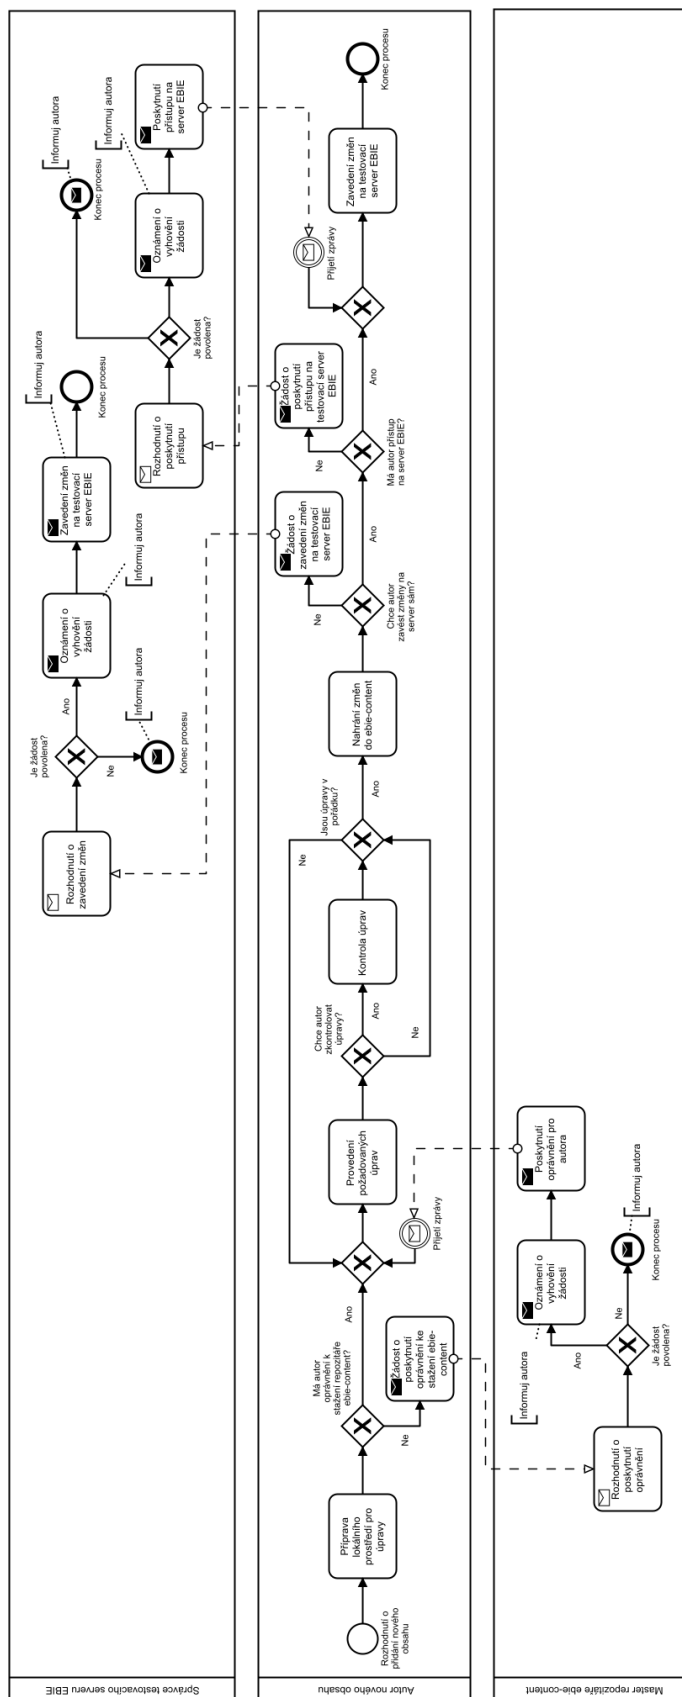 Správce testovacího serveru EBIE
Rozhodnutí o
zavedení změn
Je žádost
povolena?
Ano
Ne
Informuj autora
Konec procesu
Oznámení o
vyhovění
žádosti
Informuj autora
Zavedení změn
na testovací
server EBIE
Informuj autora
Konec procesu
Rozhodnutí o
poskytnutí
přístupu
Je žádost
povolena?
Informuj autora
Konec procesu
Oznámení o
vyhovění
žádosti
Informuj autora
Poskytnutí
přístupu na
server EBIE
Autor nového obsahu
Rozhodnutí o
přidání nového
obsahu
Příprava
lokálního
prostředí pro
úpravy
Má autor
oprávnění k
stažení repozitáře
ebie-content?
Ano
Ne
Žádost o
poskytnutí
oprávnění ke
stažení ebie-
content
Přijetí zprávy
Provedení
požadovaných
úprav
Chce autor
zkontrolovat
úpravy?
Ano
Ne
Kontrola úprav
Jsou úpravy v
pořádku?
Ne
Ano
Nahrání změn
do ebie-content
Chce autor
zavést změny na
server sám?
Ne
Ano
Žádost o
zavedení změn
na testovací
server EBIE
Má autor přístup
na server EBIE?
Ne
Ano
Žádost o
poskytnutí
přístupu na
testovací server
EBIE
Přijetí zprávy
Zavedení změn
na testovací
server EBIE
Konec procesu
Master repozitáře ebie-content
Rozhodnutí o
poskytnutí
oprávnění
Je žádost
povolena?
Ano
Ne
Informuj autora
Oznámení o
vyhovění
žádosti
Informuj autora
Konec procesu
Poskytnutí
oprávnění pro
autora